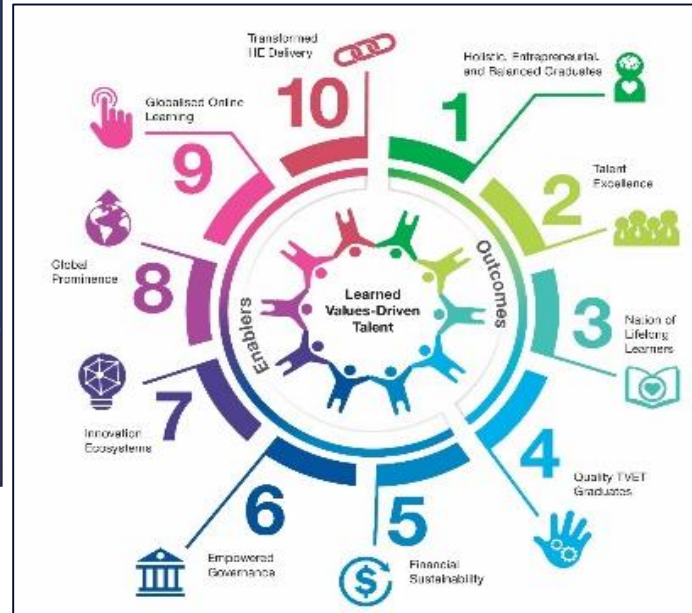 Transformed
HE Delivery
10
1
Holistic, Entrepreneurial
and Balanced Graduates
Globalised Online
Learning
9
2
Talent
Excellence
Global
Prominence
8
3
Nation of
Lifelong
Learners
Enablers
Learned
Values-Driven
Talent
Outcomes
7
Innovation
Ecosystems
4
Quality TVET
Graduates
6
Empowered
Governance
5
$
Financial
Sustainability